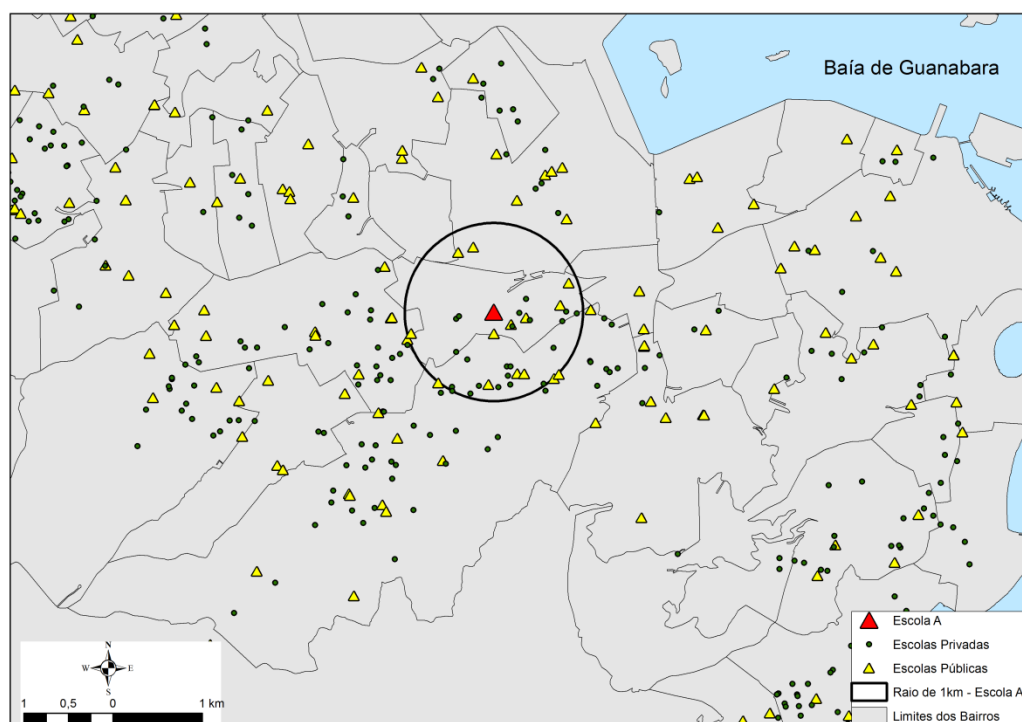 Baía de Guanabara
Escola A
Escolas Privadas
Escolas Públicas
Raio de 1km - Escola A
Limites dos Bairros
N
W E
S
1 0,5 0 1 km